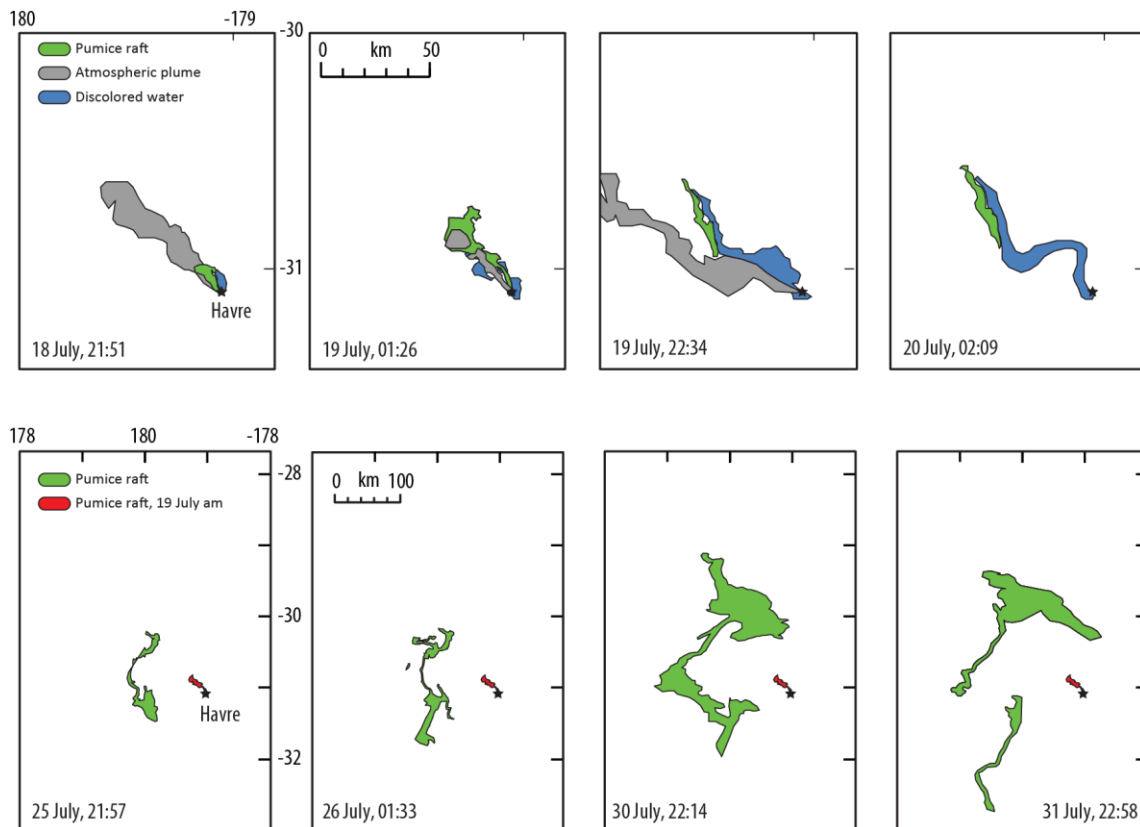 180 -179
Pumice raft
Atmospheric plume
Discolored water
Havre
18 July, 21:51
-30
0 km 50
-31
19 July, 01:26
19 July, 22:34
20 July, 02:09
178 180 -178
Pumice raft
Pumice raft, 19 July am
Havre
25 July, 21:57
-28
0 km 100
-30
-32
26 July, 01:33
30 July, 22:14
31 July, 22:58